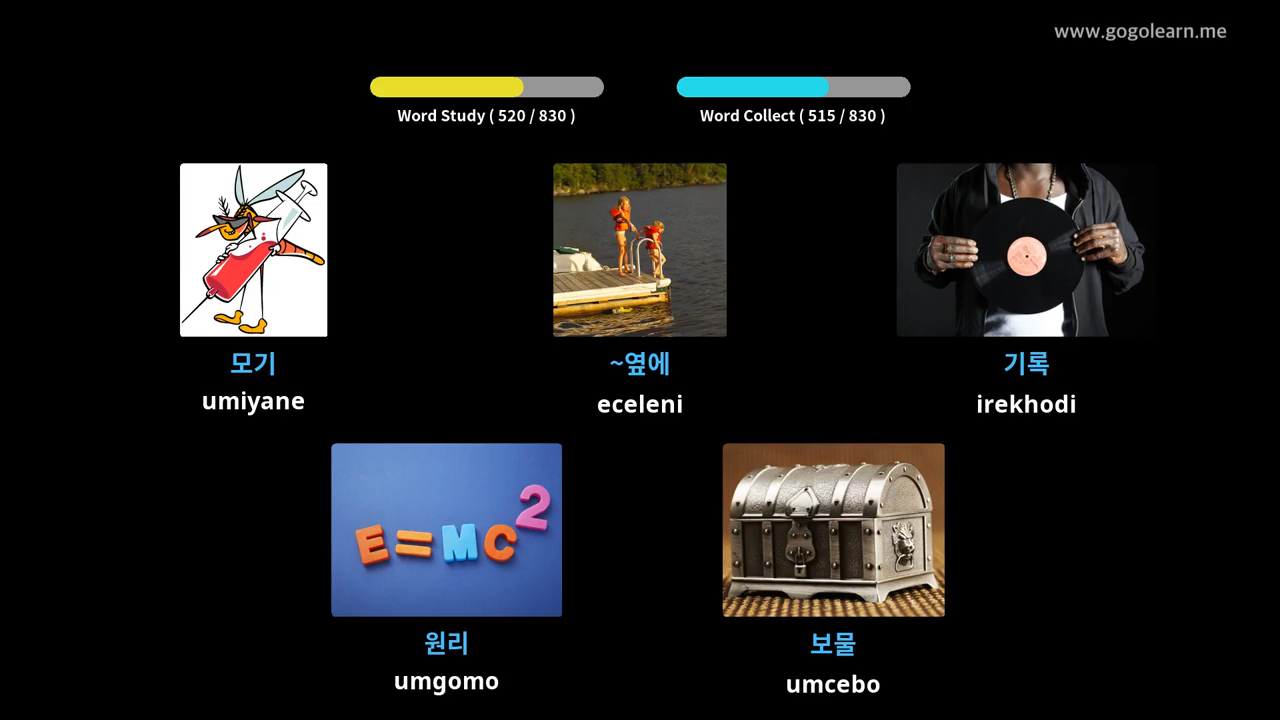 www.gogolearn.me
Word Study ( 520 / 830 )
Word Collect ( 515 / 830 )
모기
umiyane
~옆에
eceleni
기록
irekhodi
E=MC2
원리
umgomo
보물
umcebo